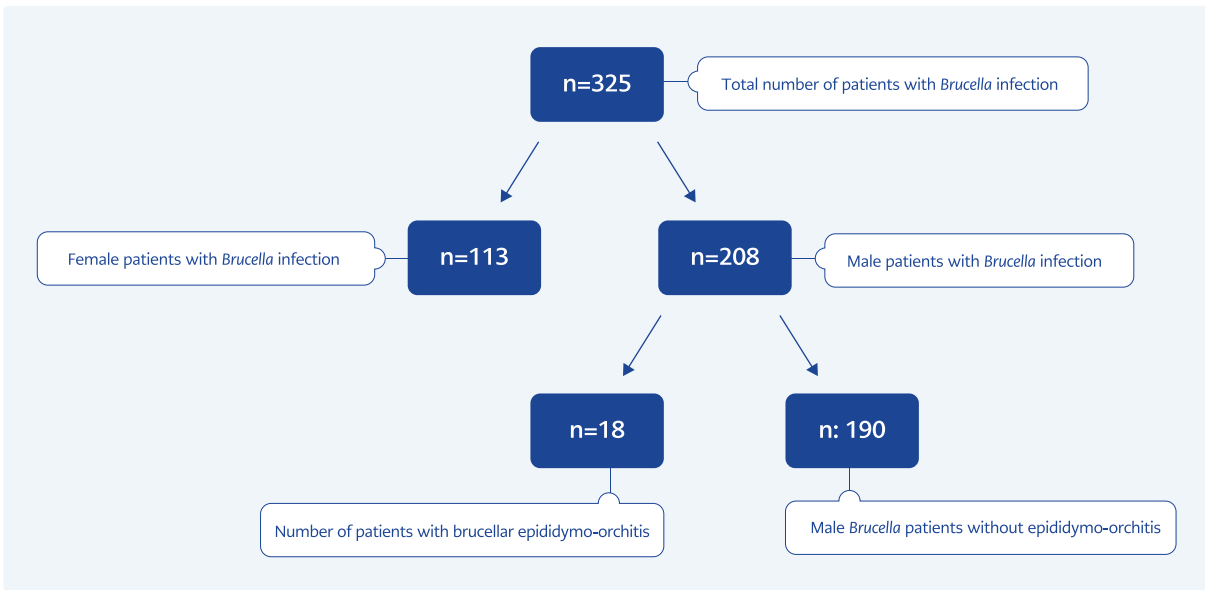 n=325
Total number of patients with Brucella infection
Female patients with Brucella infection
n=113
n=208
Male patients with Brucella infection
n=18
n: 190
Number of patients with brucellar epididymo-orchitis
Male Brucella patients without epididymo-orchitis